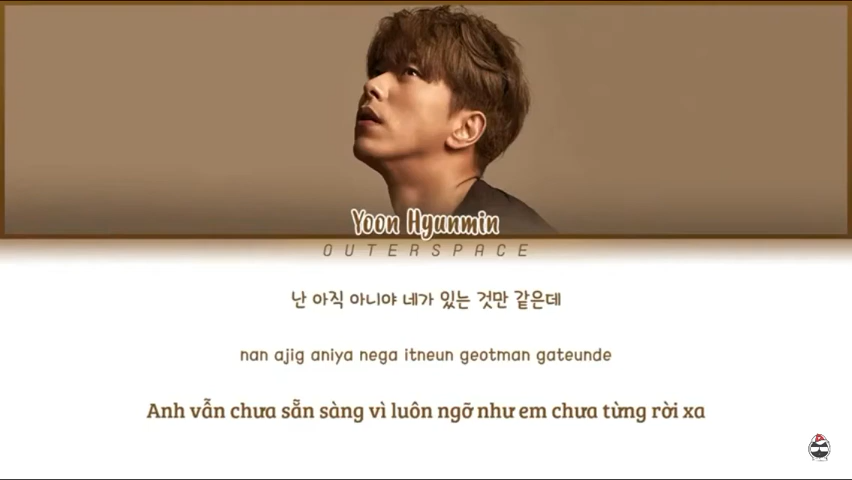 Yoon Hyunmin
OUTERSPACE
난 아직 아니야 네가 있는 것만 같은데
nan ajig aniya nega itneun geotman gateunde
Anh vẫn chưa sẵn sàng vì luôn ngỡ như em chưa từng rời xa